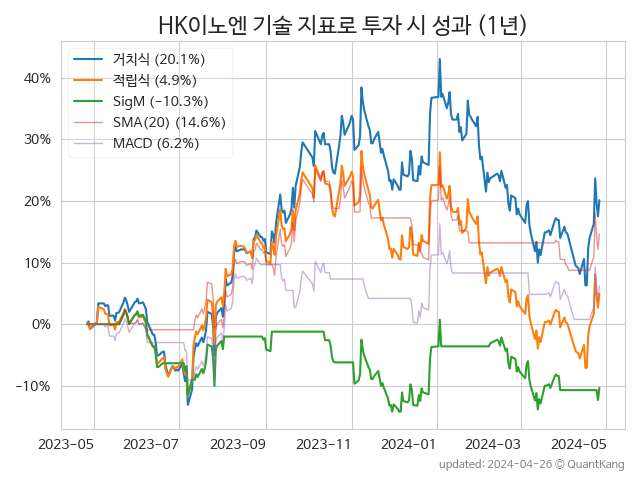 HK이노엔 기술 지표로 투자 시 성과 (1년)
거치식 (20.1%)
적립식 (4.9%)
SigM (−10.3%)
SMA(20) (14.6%)
MACD (6.2%)
40%
30%
20%
10%
0%
−10%
2023-05 2023-07 2023-09 2023-11 2024-01 2024-03 2024-05
updated: 2024-04-26 © QuantKang